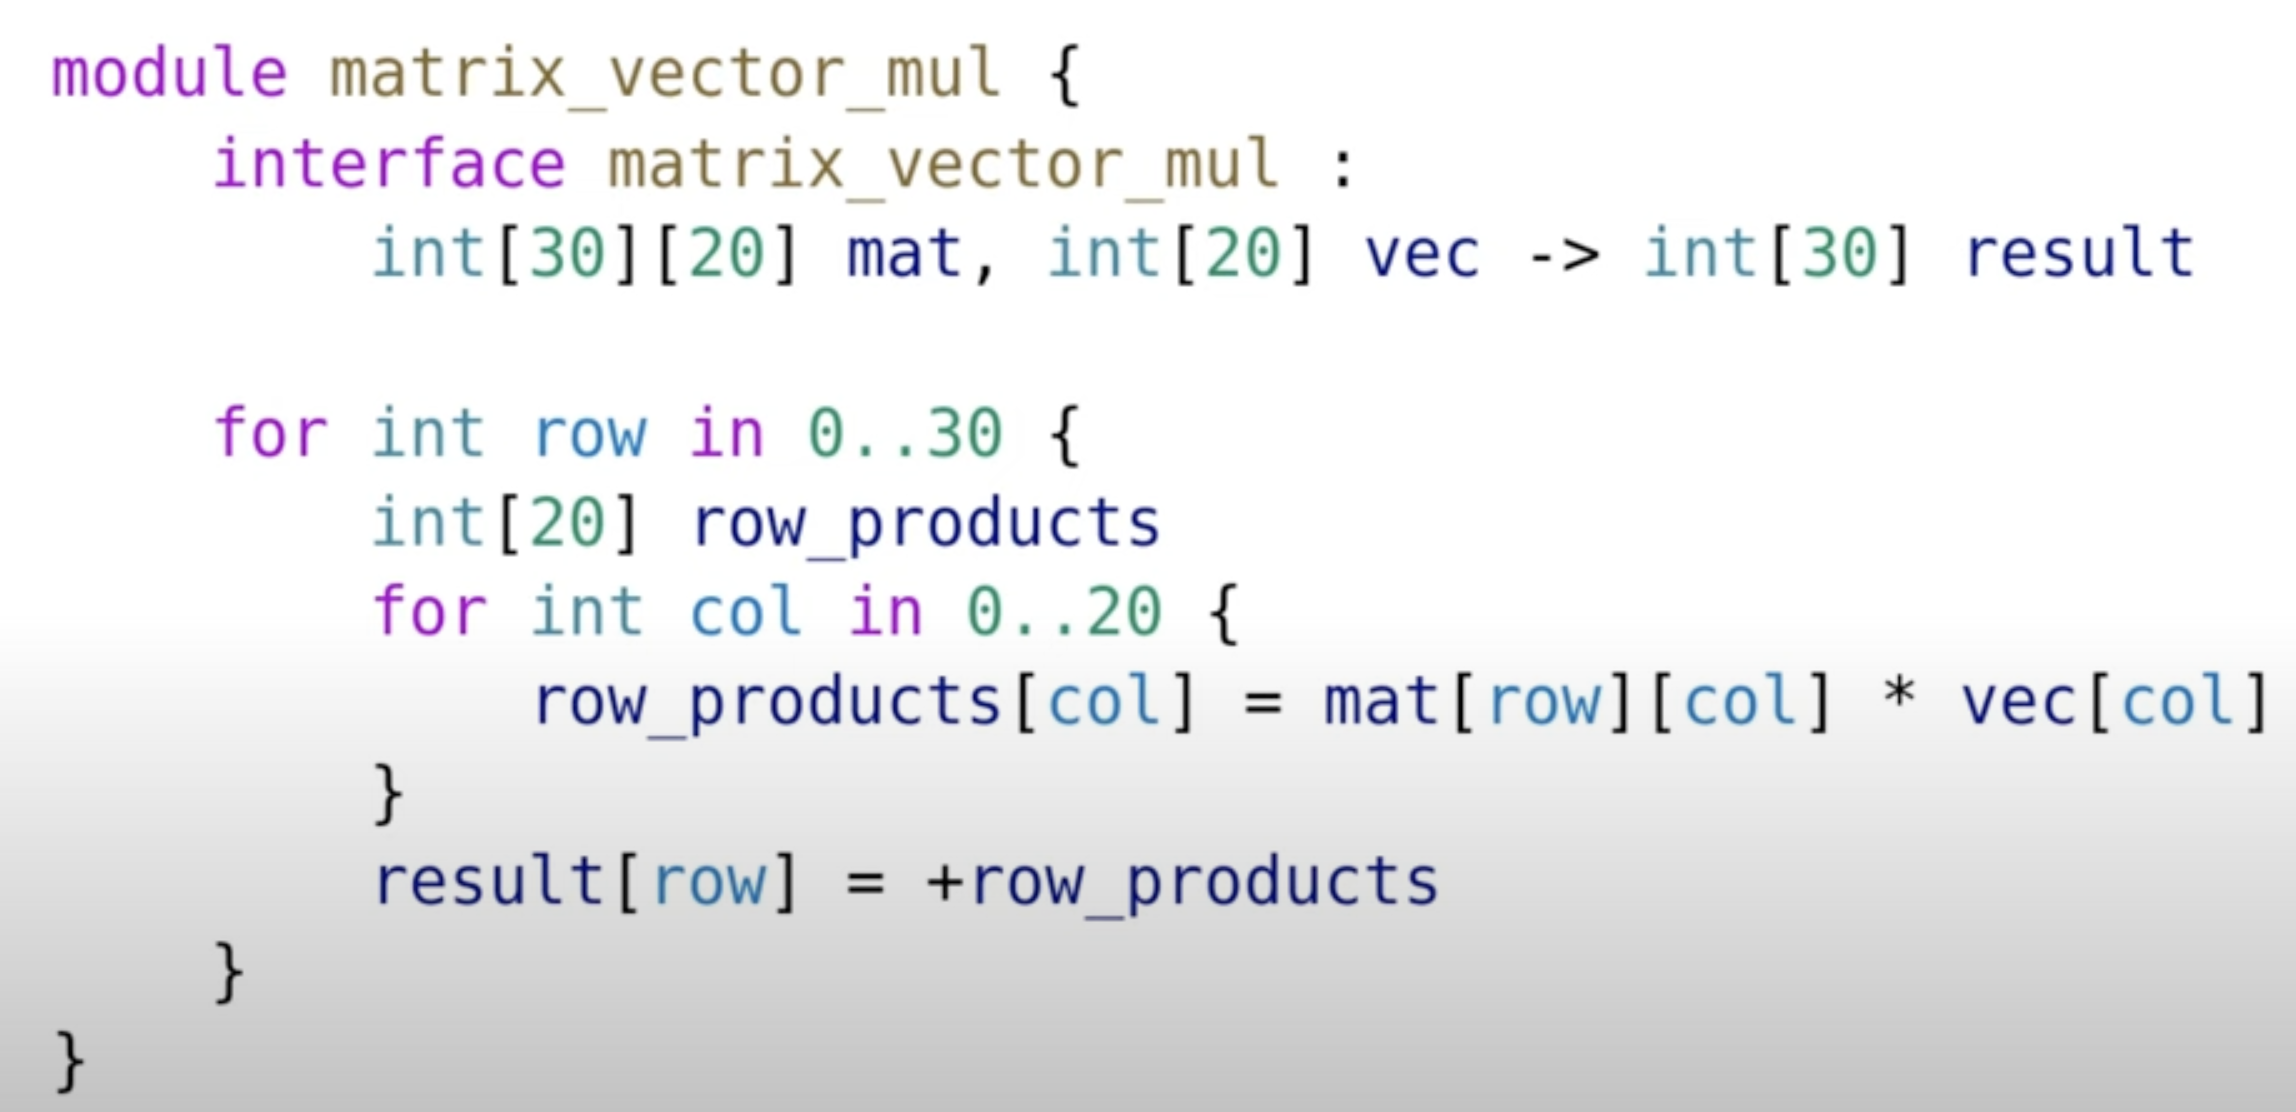 module matrix_vector_mul {
    interface matrix_vector_mul :
        int[30][20] mat, int[20] vec -> int[30] result
    for int row in 0..30 {
        int[20] row_products
        for int col in 0..20 {
            row_products[col] = mat[row][col] * vec[col]
        }
        result[row] = +row_products
    }
}